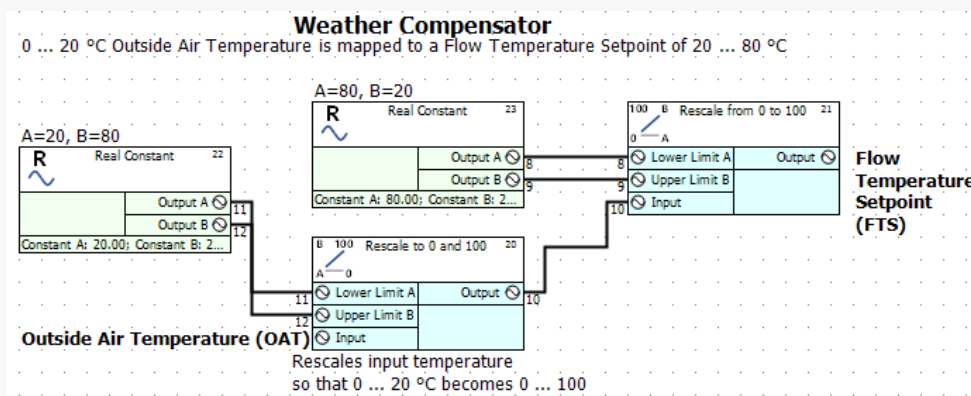 Weather Compensator
0 ... 20 ºC Outside Air Temperature is mapped to a Flow Temperature Setpoint of 20 ... 80 ºC
A=80, B=20
R Real Constant 23
Output A 8
Output B 9
Constant A: 80.00; Constant B: 2...
100 B Rescale from 0 to 100 21
0 A
8 Lower Limit A Output
9 Upper Limit B
10 Input
Flow
Temperature
Setpoint
(FTS)
A=20, B=80
R Real Constant 22
Output A 11
Output B 12
Constant A: 20.00; Constant B: 2...
B 100 Rescale to 0 and 100 20
A 0
11 Lower Limit A Output 10
12 Upper Limit B
Outside Air Temperature (OAT) Input
Rescales input temperature
so that 0 ... 20 ºC becomes 0 ... 100